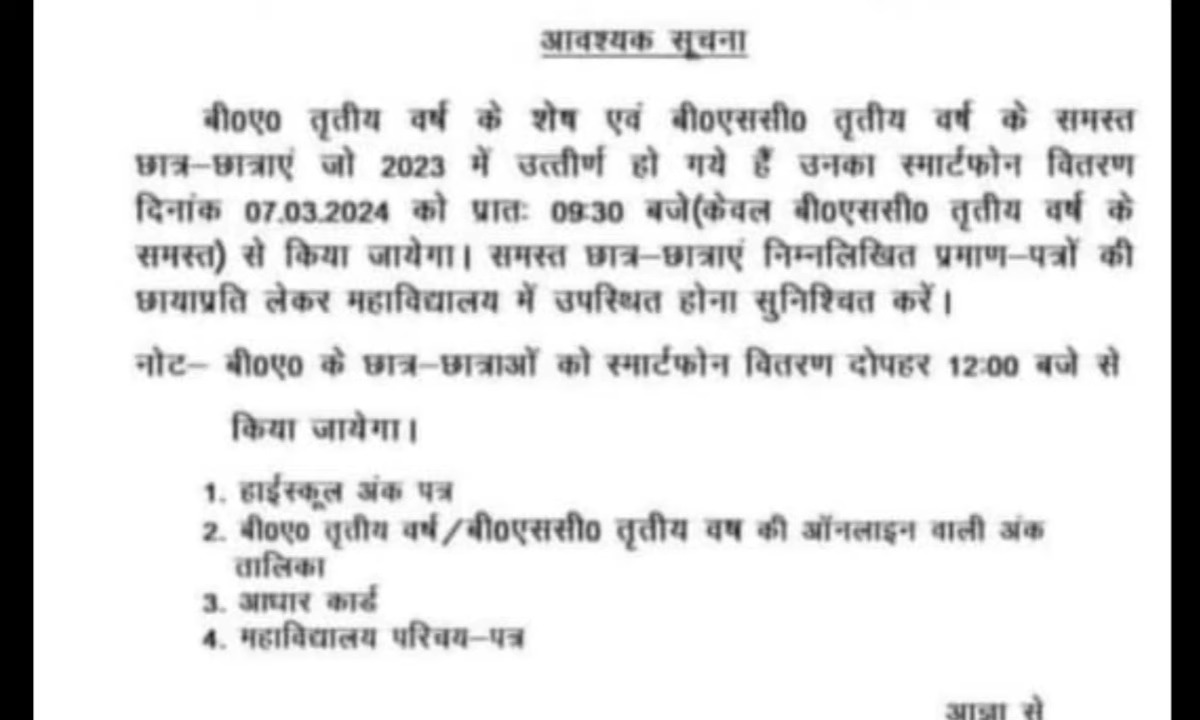 आवश्यक सूचना
बी0ए0 तृतीय वर्ष के शेष एवं बी0एससी0 तृतीय वर्ष के समस्त
छात्र–छात्राएं जो 2023 में उत्तीर्ण हो गये हैं उनका स्मार्टफोन वितरण
दिनांक 07.03.2024 को प्रातः 09:30 बजे(केवल बी0एससी0 तृतीय वर्ष के
समस्त) से किया जायेगा। समस्त छात्र–छात्राएं निम्नलिखित प्रमाण–पत्रों की
छायाप्रति लेकर महाविद्यालय में उपस्थित होना सुनिश्चित करें।
नोट– बी0ए0 के छात्र–छात्राओं को स्मार्टफोन वितरण दोपहर 12:00 बजे से
किया जायेगा।
1. हाईस्कूल अंक पत्र
2. बी0ए0 तृतीय वर्ष/बी0एससी0 तृतीय वष की ऑनलाइन वाली अंक
तालिका
3. आधार कार्ड
4. महाविद्यालय परिचय–पत्र
आज्ञा से